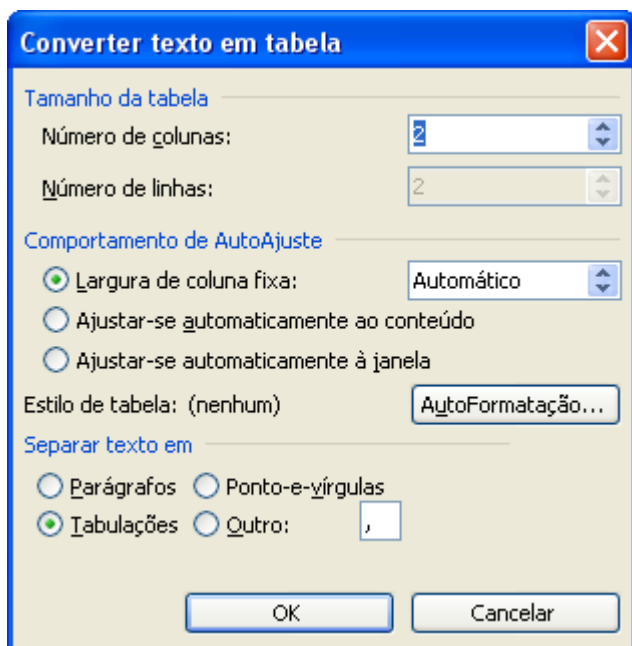 Converter texto em tabela
Tamanho da tabela
Número de colunas: 2
Número de linhas: 2
Comportamento de AutoAjuste
Largura de coluna fixa: Automático
Ajustar-se automaticamente ao conteúdo
Ajustar-se automaticamente à janela
Estilo de tabela: (nenhum) AutoFormatação...
Separar texto em
Parágrafos Ponto-e-vírgulas
Tabulações Outro: ,
OK Cancelar